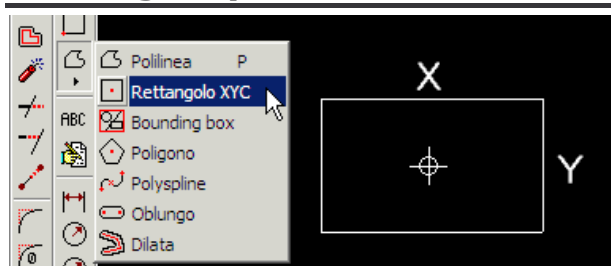 Polilinea P
Rettangolo XYC
Bounding box
Poligono
Polyspline
Oblungo
Dilata
ABC
X
Y